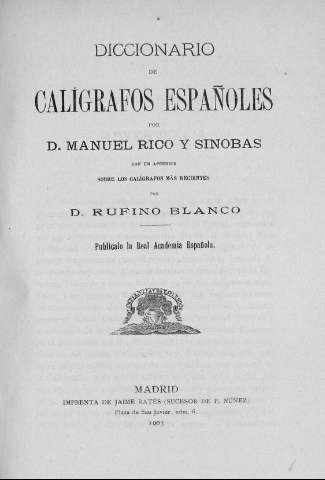 DICCIONARIO
DE
CALÍGRAFOS ESPAÑOLES
POR
D. MANUEL RICO Y SINOBAS
CON UN APÉNDICE
SOBRE LOS CALÍGRAFOS MÁS RECIENTES
POR
D. RUFINO BLANCO
Publícalo la Real Academia Española.
MADRID
IMPRENTA DE JAIME RATÉS (SUCESOR DE P. NÚÑEZ)
Plaza de San Javier, núm. 6.
1903